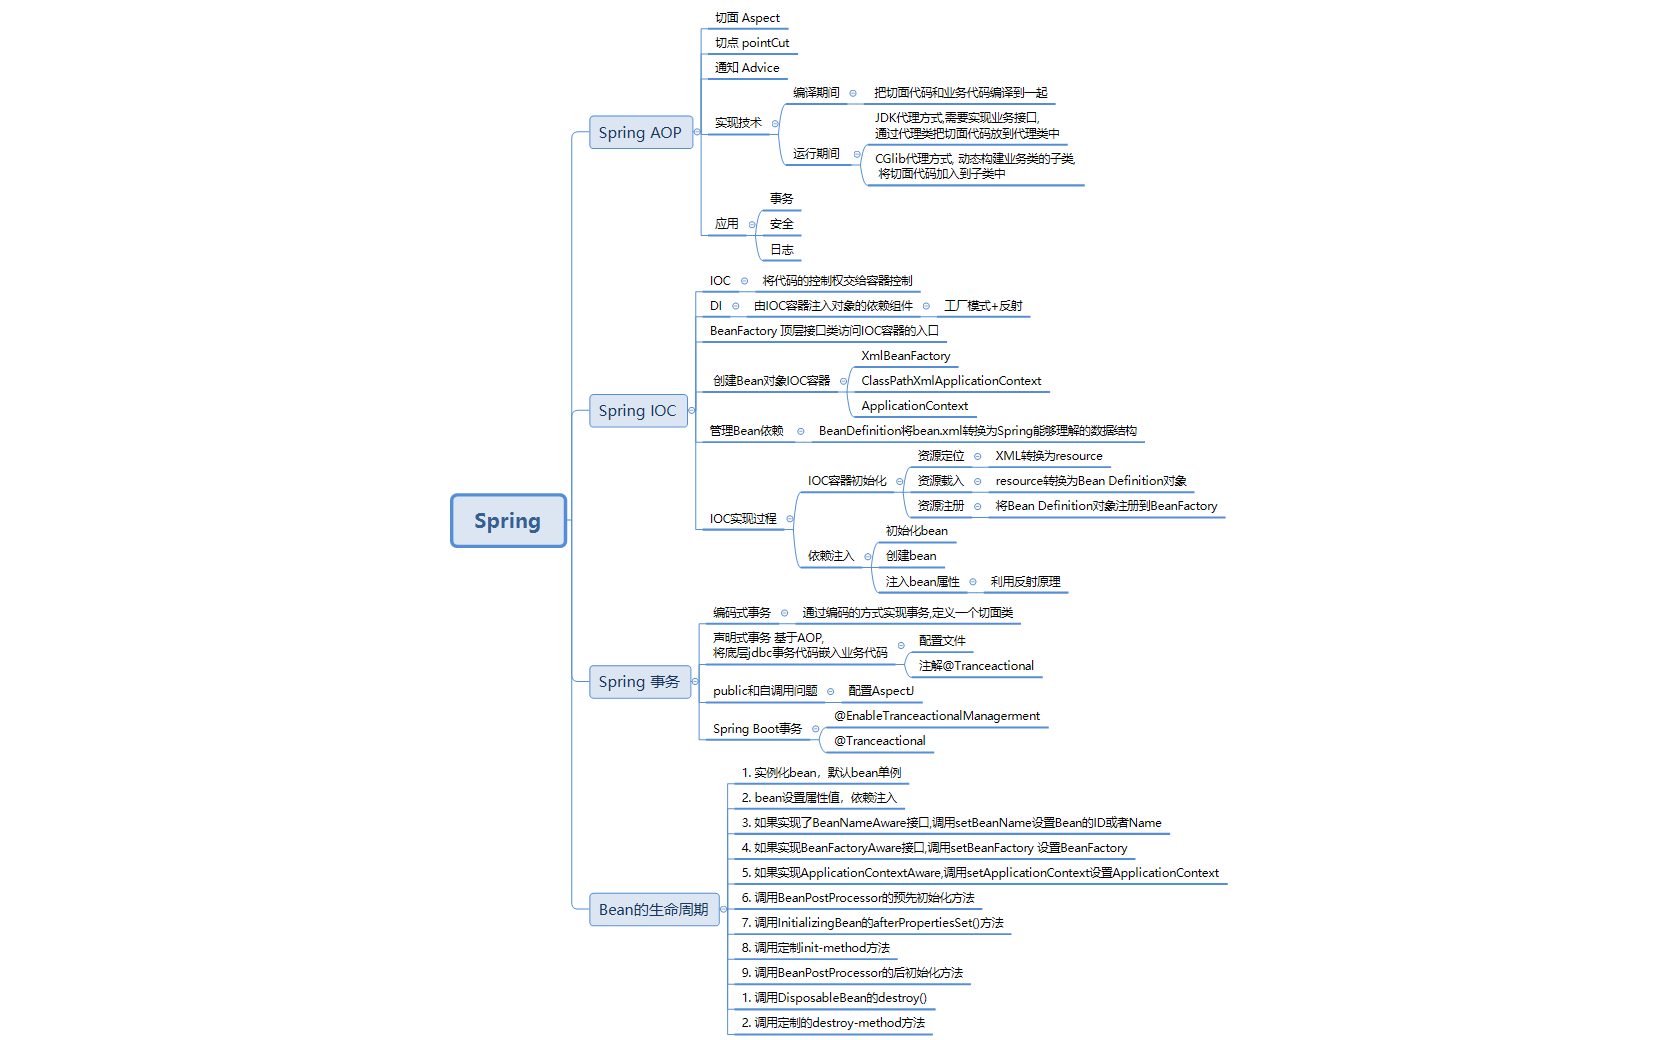 Spring
Spring AOP
切面 Aspect
切点 pointCut
通知 Advice
实现技术
编译期间
把切面代码和业务代码编译到一起
运行期间
JDK代理方式,需要实现业务接口,
通过代理类把切面代码放到代理类中
CGlib代理方式, 动态构建业务类的子类,
将切面代码加入到子类中
应用
事务
安全
日志
Spring IOC
IOC
将代码的控制权交给容器控制
DI
由IOC容器注入对象的依赖组件
工厂模式+反射
BeanFactory 顶层接口类访问IOC容器的入口
创建Bean对象IOC容器
XmlBeanFactory
ClassPathXmlApplicationContext
ApplicationContext
管理Bean依赖
BeanDefinition将bean.xml转换为Spring能够理解的数据结构
IOC实现过程
IOC容器初始化
资源定位
XML转换为resource
资源载入
resource转换为Bean Definition对象
资源注册
将Bean Definition对象注册到BeanFactory
依赖注入
初始化bean
创建bean
注入bean属性
利用反射原理
Spring 事务
编码式事务
通过编码的方式实现事务,定义一个切面类
声明式事务 基于AOP,
将底层jdbc事务代码嵌入业务代码
配置文件
注解@Tranceactional
public和自调用问题
配置AspectJ
Spring Boot事务
@EnableTranceactionalManagerment
@Tranceactional
Bean的生命周期
1. 实例化bean，默认bean单例
2. bean设置属性值，依赖注入
3. 如果实现了BeanNameAware接口,调用setBeanName设置Bean的ID或者Name
4. 如果实现BeanFactoryAware接口,调用setBeanFactory 设置BeanFactory
5. 如果实现ApplicationContextAware,调用setApplicationContext设置ApplicationContext
6. 调用BeanPostProcessor的预先初始化方法
7. 调用InitializingBean的afterPropertiesSet()方法
8. 调用定制init-method方法
9. 调用BeanPostProcessor的后初始化方法
1. 调用DisposableBean的destroy()
2. 调用定制的destroy-method方法